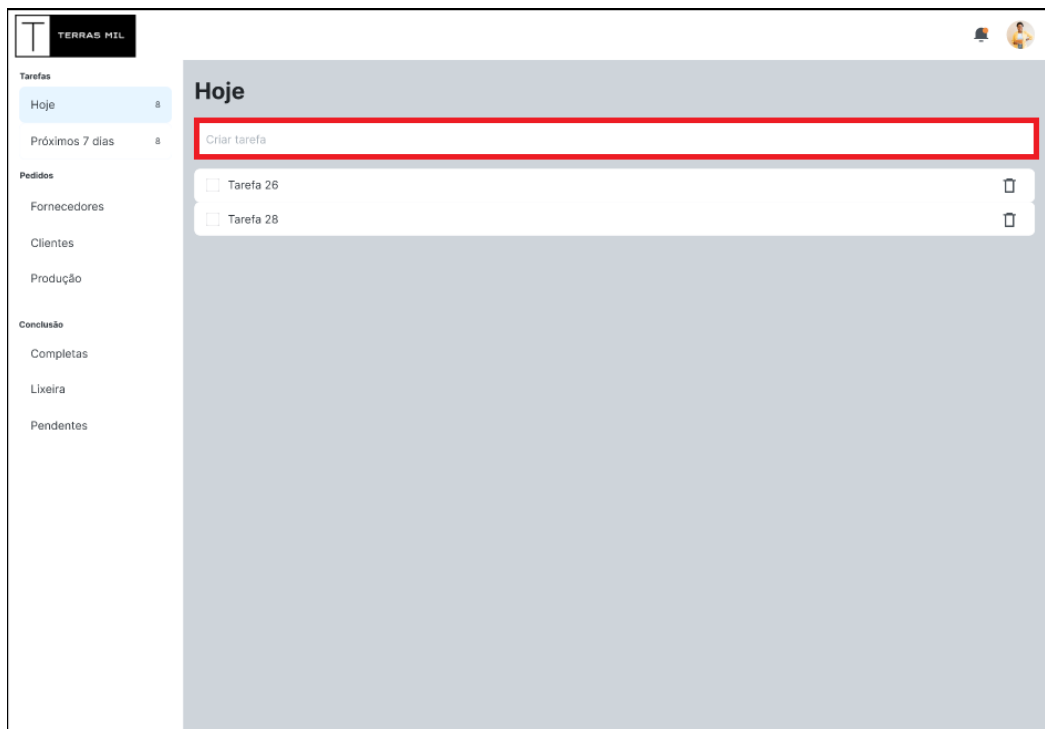 TERRAS MIL
Tarefas
Hoje 8
Próximos 7 dias 8
Pedidos
Fornecedores
Clientes
Produção
Conclusão
Completas
Lixeira
Pendentes
Hoje
Criar tarefa
Tarefa 26
Tarefa 28